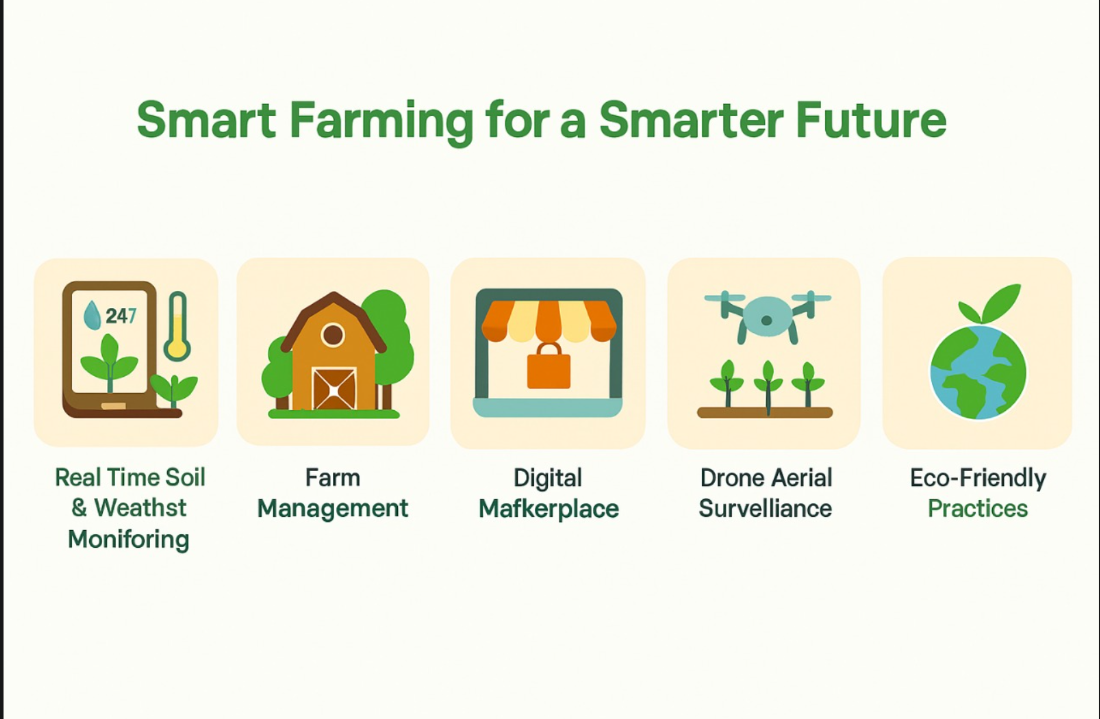 Smart Farming for a Smarter Future
247
Real Time Soil
& Weathst
Moniforing
Farm
Management
Digital
Mafkerplace
Drone Aerial
Survelliance
Eco-Friendly
Practices